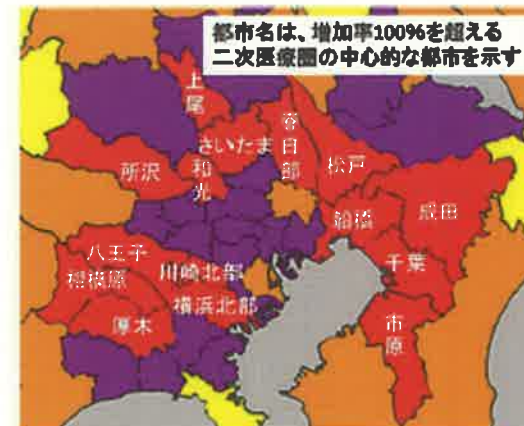 都市名は、増加率100%を超える
二次医療圏の中心的な都市を示す
上尾
さいたま
春日部
所沢
和光
松戸
船橋
成田
八王子
相模原
川崎北部
千葉
横浜北部
厚木
市原